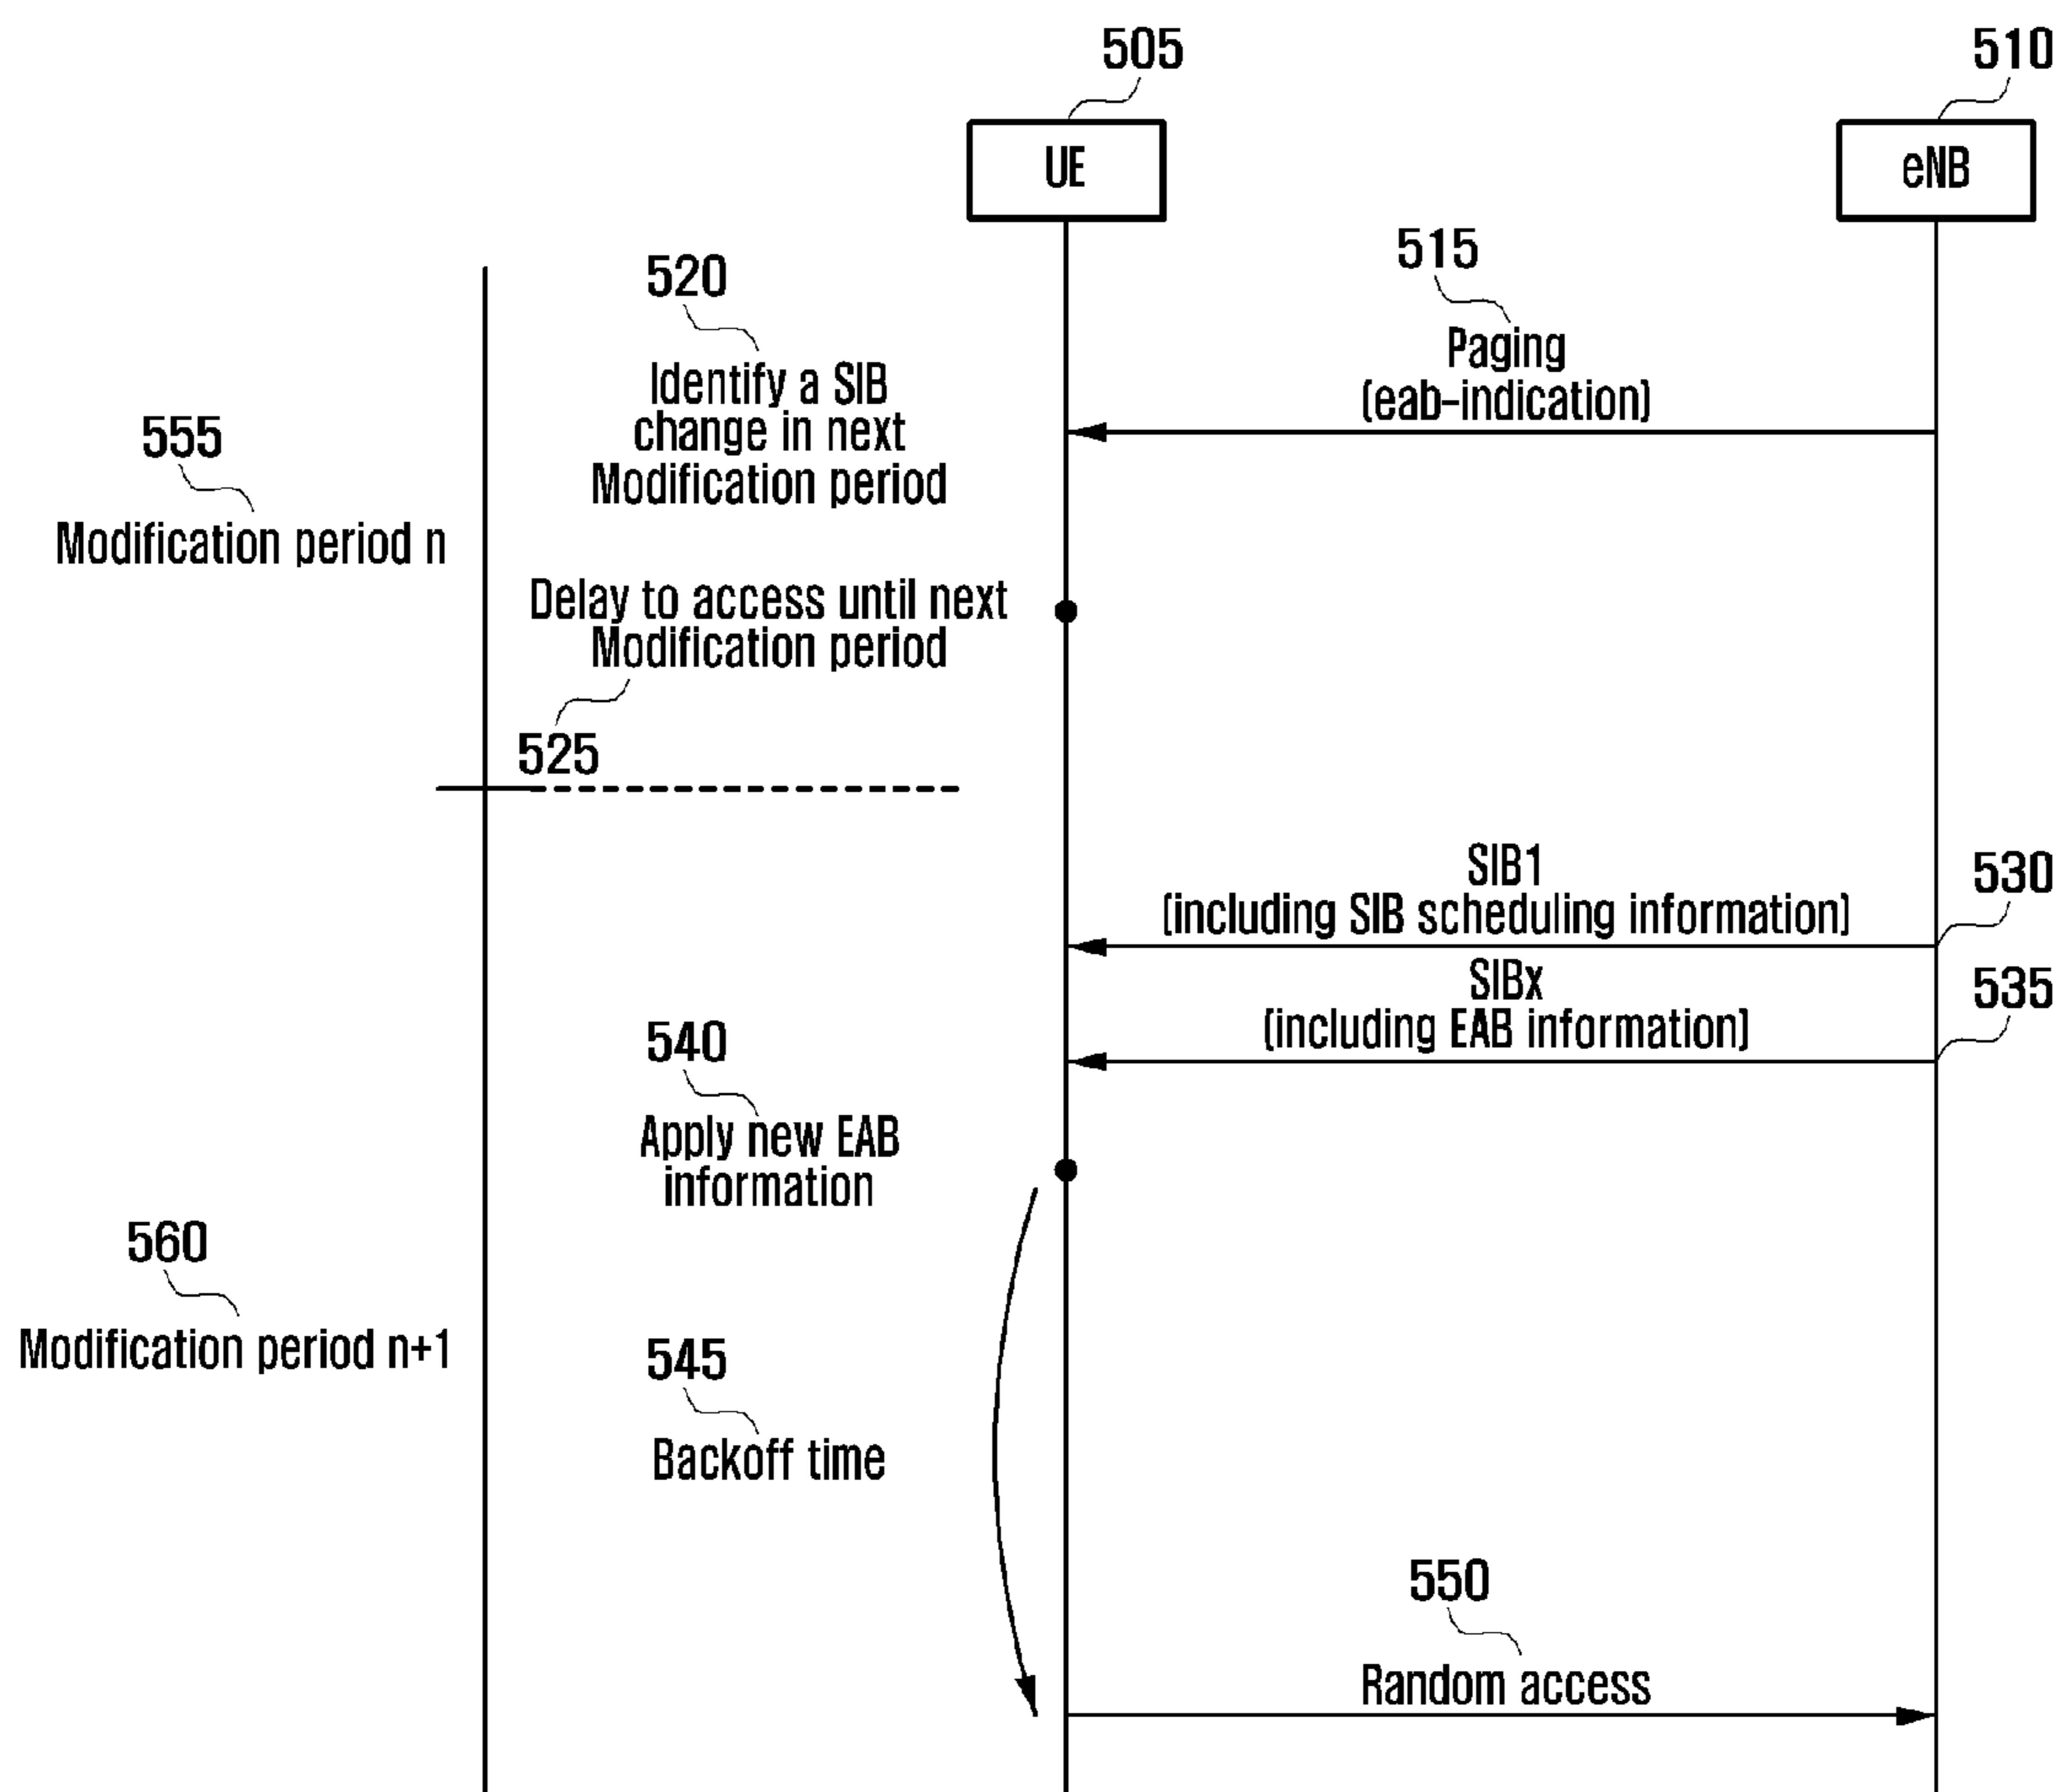 505
510
UE
eNB
515
Paging
(eab-indication)
520
Identify a SIB
change in next
Modification period
555
Modification period n
Delay to access until next
Modification period
525
SIB1
(including SIB scheduling information)
530
SIBx
(including EAB information)
535
540
Apply new EAB
information
560
Modification period n+1
545
Backoff time
550
Random access